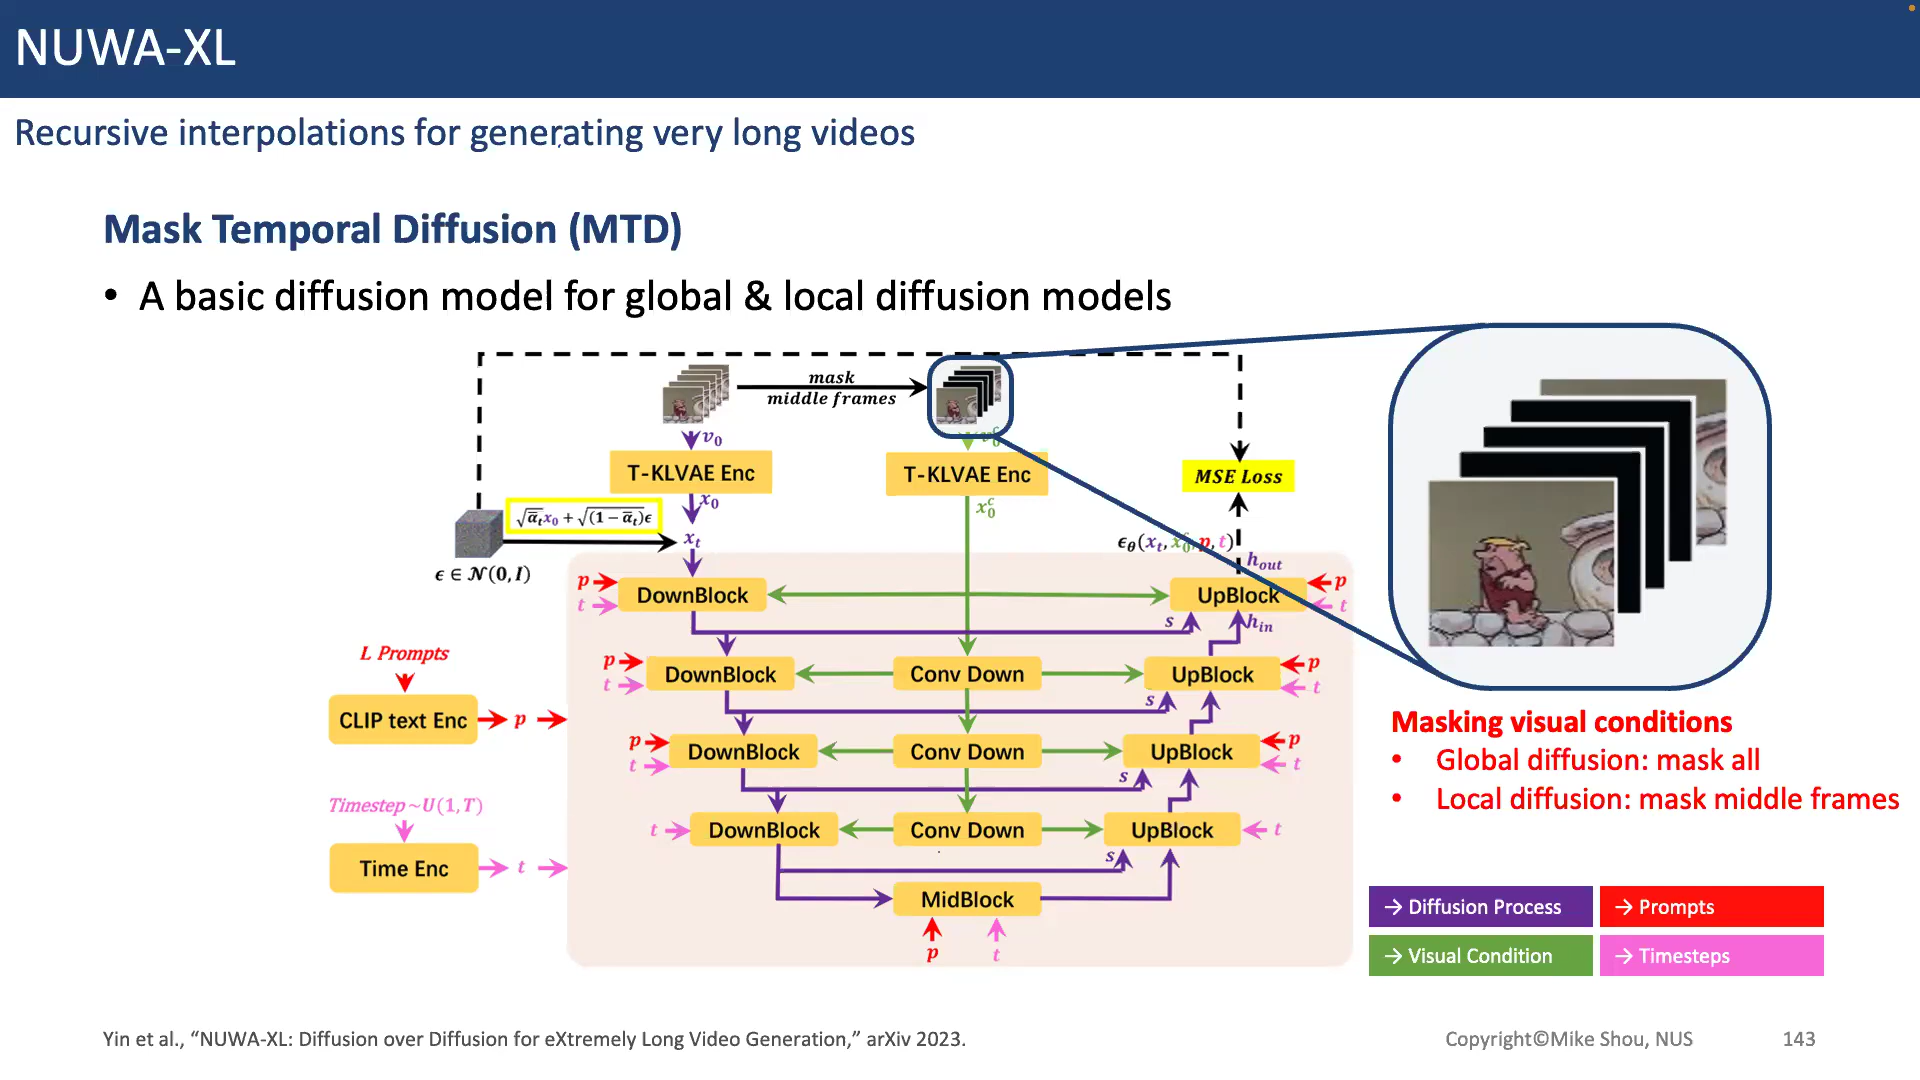 NUWA-XL
Recursive interpolations for generating very long videos
Mask Temporal Diffusion (MTD)
• A basic diffusion model for global & local diffusion models
mask
middle frames
v₀
v₀ᶜ
T-KLVAE Enc
T-KLVAE Enc
MSE Loss
x₀
x₀ᶜ
√ᾱₜx₀ + √(1 − ᾱₜ)ϵ
xₜ
ϵ_θ(xₜ, x₀ᶜ, p, t)
ϵ ∈ 𝒩(0, I)
h_out
p
t
DownBlock
UpBlock
p
t
s
h_in
L Prompts
p
t
DownBlock
Conv Down
UpBlock
p
t
s
CLIP text Enc
p
p
t
DownBlock
Conv Down
UpBlock
p
t
s
Timestep~U(1,T)
t
DownBlock
Conv Down
UpBlock
t
s
Time Enc
t
MidBlock
p
t
Masking visual conditions
• Global diffusion: mask all
• Local diffusion: mask middle frames
→ Diffusion Process
→ Prompts
→ Visual Condition
→ Timesteps
Yin et al., “NUWA-XL: Diffusion over Diffusion for eXtremely Long Video Generation,” arXiv 2023.
Copyright©Mike Shou, NUS
143